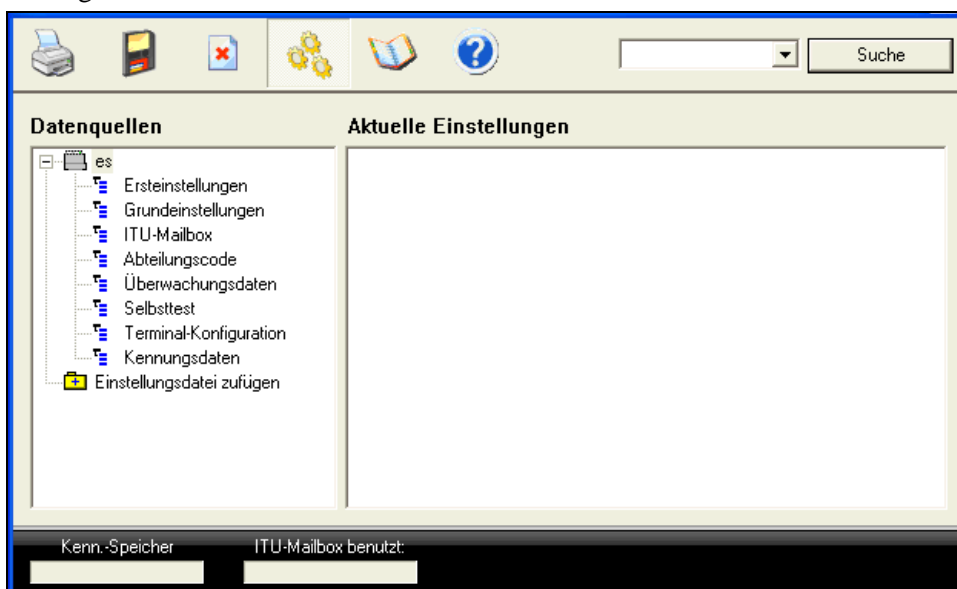 Suche
Datenquellen
Aktuelle Einstellungen
es
Ersteinstellungen
Grundeinstellungen
ITU-Mailbox
Abteilungscode
Überwachungsdaten
Selbsttest
Terminal-Konfiguration
Kennungsdaten
Einstellungsdatei zufügen
Kenn.-Speicher
ITU-Mailbox benutzt: